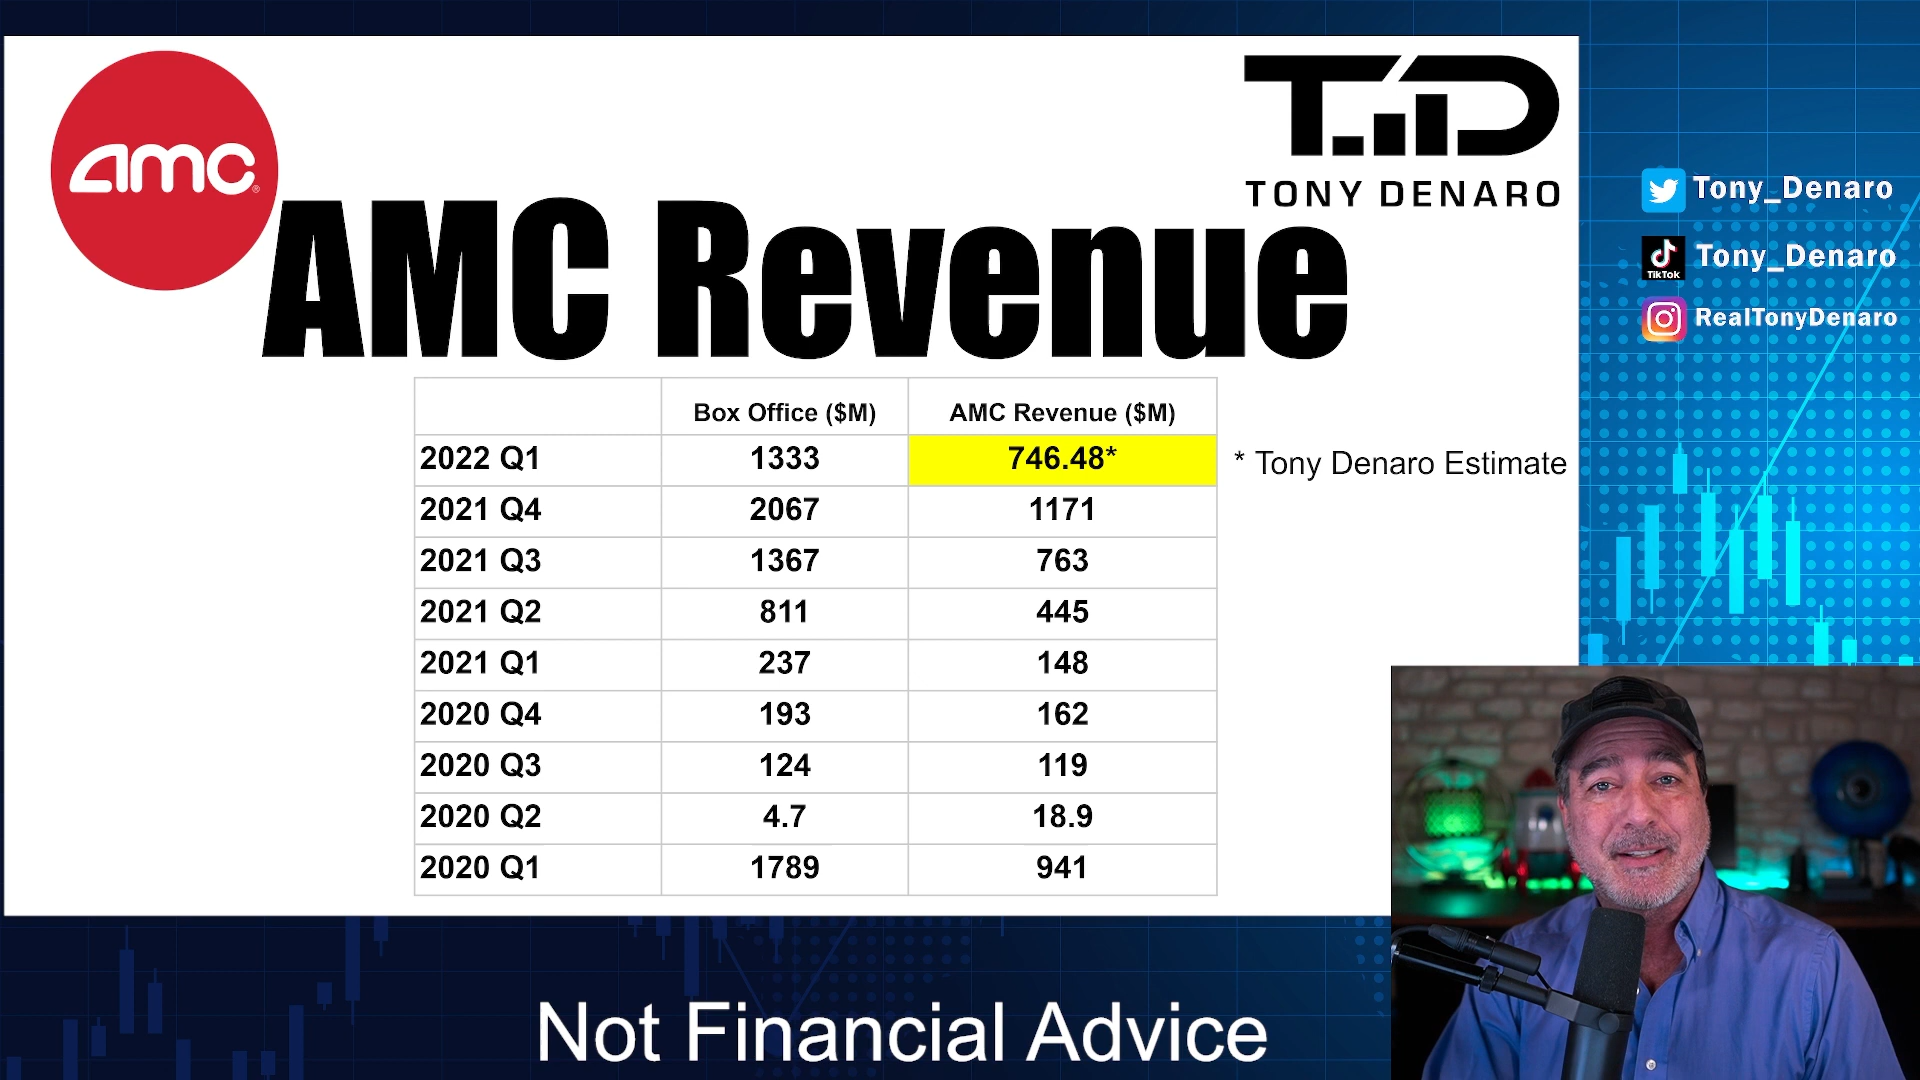 amc®
TONY DENARO
AMC Revenue
Tony_Denaro
TikTok
Tony_Denaro
RealTonyDenaro
Box Office ($M) AMC Revenue ($M)
2022 Q1 1333 746.48* * Tony Denaro Estimate
2021 Q4 2067 1171
2021 Q3 1367 763
2021 Q2 811 445
2021 Q1 237 148
2020 Q4 193 162
2020 Q3 124 119
2020 Q2 4.7 18.9
2020 Q1 1789 941
Not Financial Advice